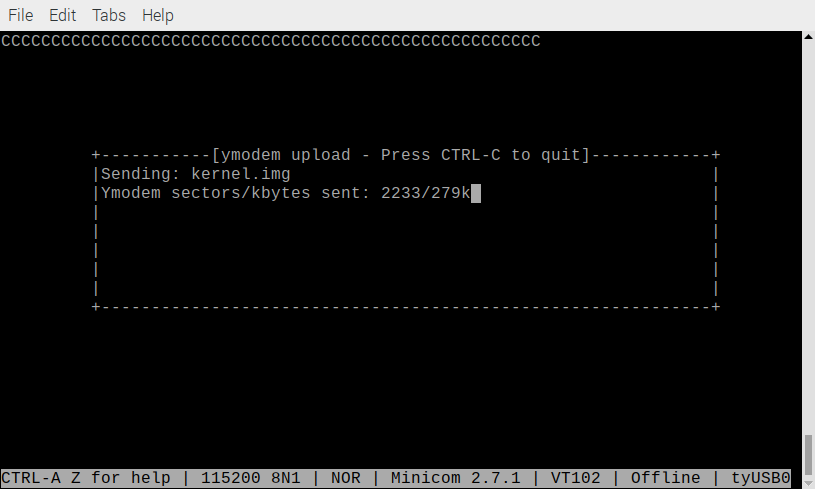 File Edit Tabs Help
CCCCCCCCCCCCCCCCCCCCCCCCCCCCCCCCCCCCCCCCCCCCCCCCCCCCCC
+-----------[ymodem upload - Press CTRL-C to quit]------------+
|Sending: kernel.img |
|Ymodem sectors/kbytes sent: 2233/279k |
CTRL-A Z for help | 115200 8N1 | NOR | Minicom 2.7.1 | VT102 | Offline | tyUSB0